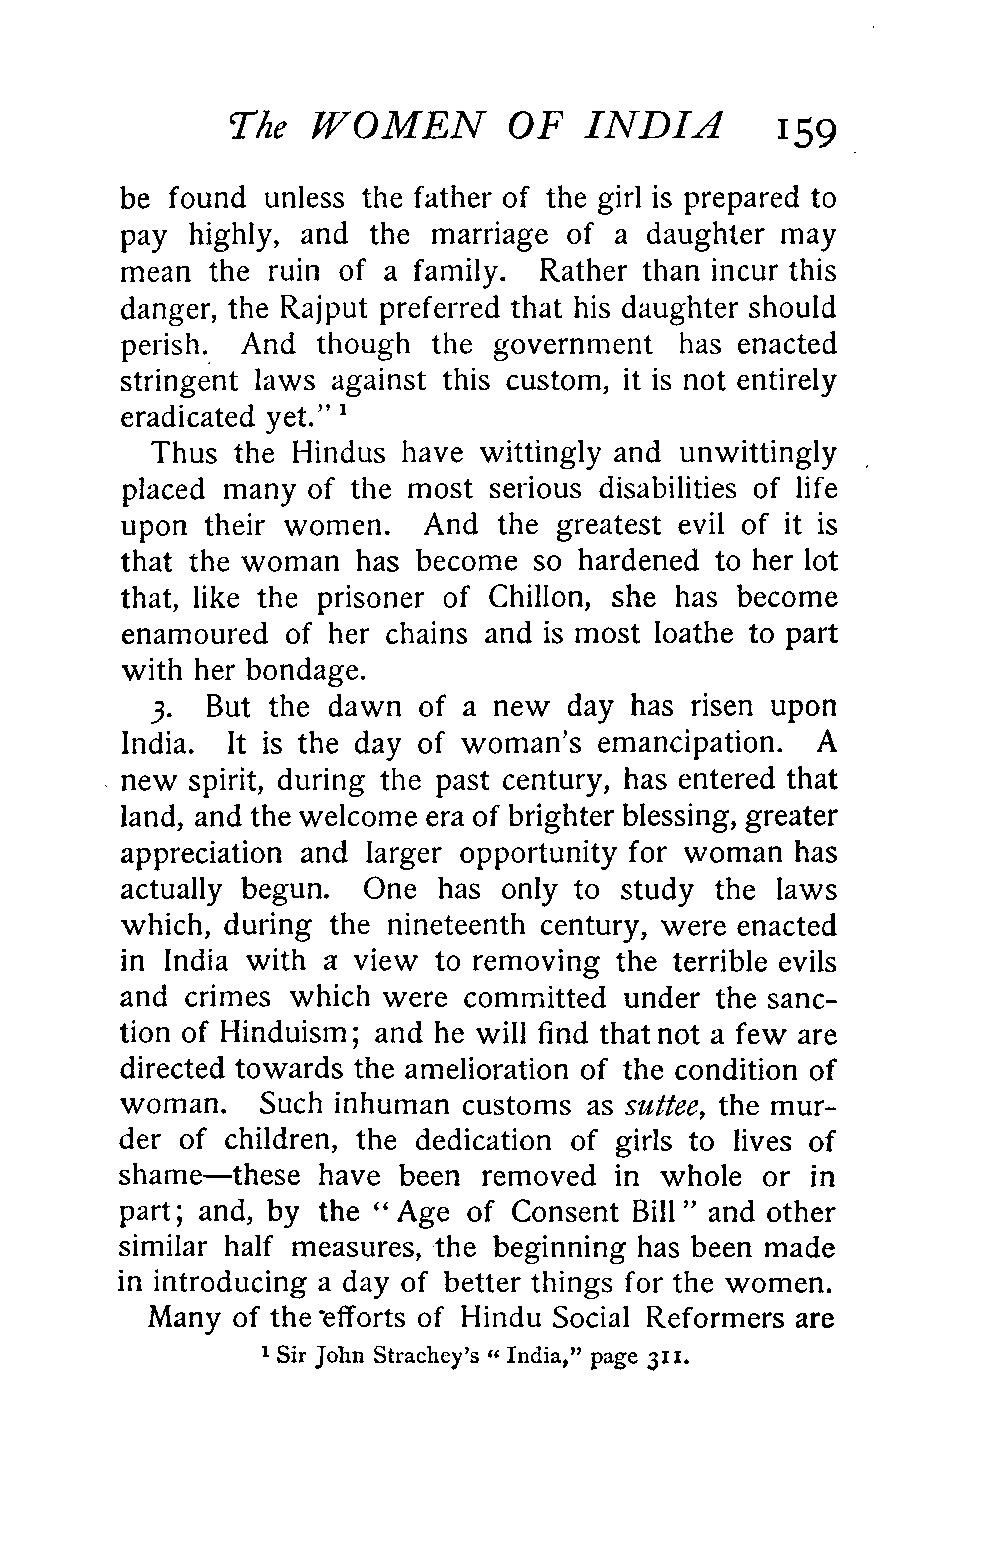 The WOMEN OF INDIA 159
be found unless the father of the girl is prepared to
pay highly, and the marriage of a daughter may
mean the ruin of a family. Rather than incur this
danger, the Rajput preferred that his daughter should
perish. And though the government has enacted
stringent laws against this custom, it is not entirely
eradicated yet." ¹
Thus the Hindus have wittingly and unwittingly
placed many of the most serious disabilities of life
upon their women. And the greatest evil of it is
that the woman has become so hardened to her lot
that, like the prisoner of Chillon, she has become
enamoured of her chains and is most loathe to part
with her bondage.
3. But the dawn of a new day has risen upon
India. It is the day of woman's emancipation. A
new spirit, during the past century, has entered that
land, and the welcome era of brighter blessing, greater
appreciation and larger opportunity for woman has
actually begun. One has only to study the laws
which, during the nineteenth century, were enacted
in India with a view to removing the terrible evils
and crimes which were committed under the sanc-
tion of Hinduism; and he will find that not a few are
directed towards the amelioration of the condition of
woman. Such inhuman customs as suttee, the mur-
der of children, the dedication of girls to lives of
shame—these have been removed in whole or in
part; and, by the "Age of Consent Bill" and other
similar half measures, the beginning has been made
in introducing a day of better things for the women.
Many of the efforts of Hindu Social Reformers are
¹ Sir John Strachey's "India," page 311.